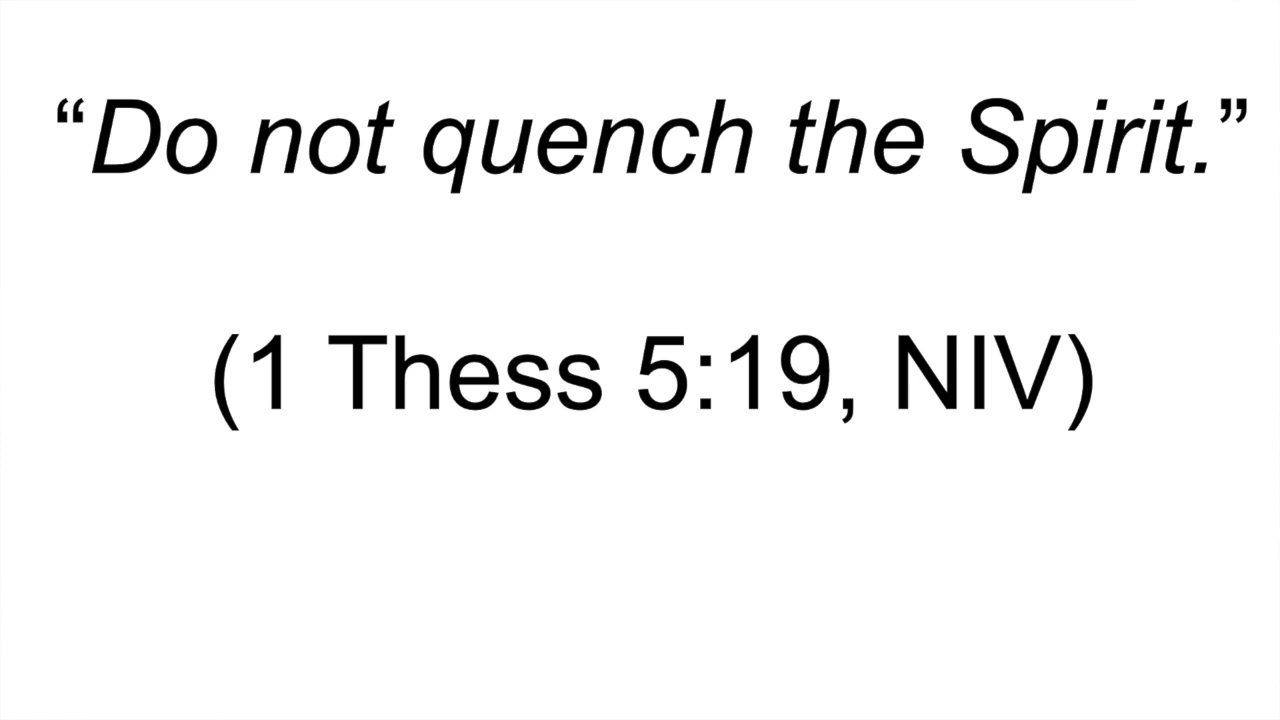 “Do not quench the Spirit.”
(1 Thess 5:19, NIV)